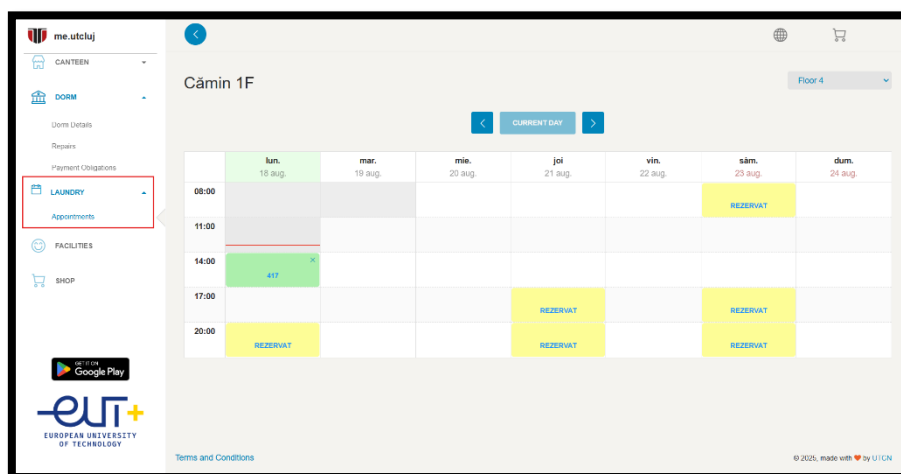 me.utcluj
CANTEEN
DORM
Dorm Details
Repairs
Payment Obligations
LAUNDRY
Appointments
FACILITIES
SHOP
GET IT ON
Google Play
EUT+
EUROPEAN UNIVERSITY
OF TECHNOLOGY
Cămin 1F
Floor 4
< CURRENT DAY >
lun. mar. mie. joi vin. sâm. dum.
18 aug. 19 aug. 20 aug. 21 aug. 22 aug. 23 aug. 24 aug.
08:00
REZERVAT
11:00
14:00
×
417
17:00
REZERVAT REZERVAT
20:00
REZERVAT REZERVAT REZERVAT
Terms and Conditions
© 2025, made with ❤ by UTCN